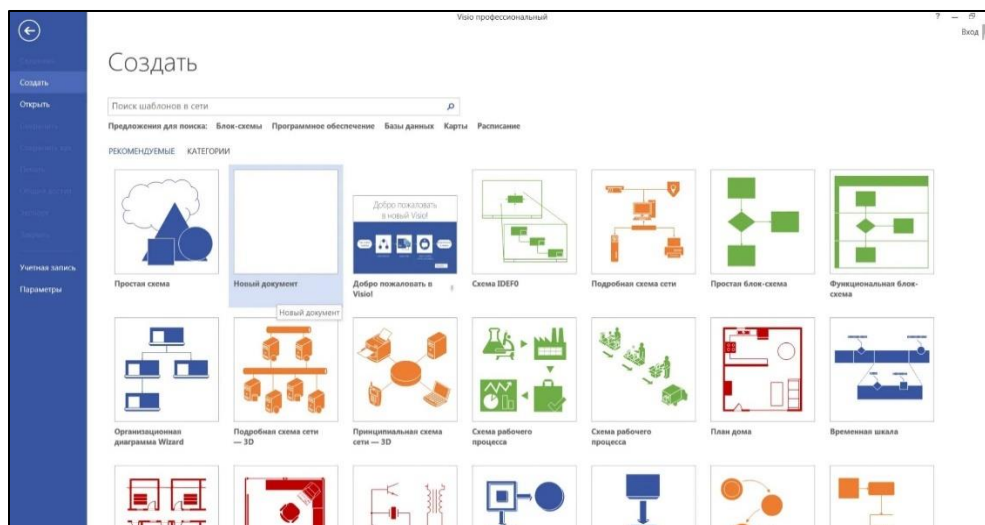 Visio профессиональный
?
Вход
Создать
Открыть
Учетная запись
Параметры
Создать
Поиск шаблонов в сети
Предложения для поиска: Блок-схемы Программное обеспечение Базы данных Карты Расписание
РЕКОМЕНДУЕМЫЕ КАТЕГОРИИ
Добро пожаловать
в новый Visio!
Простая схема
Новый документ
Добро пожаловать в
Visio!
Схема IDEF0
Подробная схема сети
Простая блок-схема
Функциональная блок-
схема
Новый документ
Организационная
диаграмма Wizard
Подробная схема сети
— 3D
Принципиальная схема
сети — 3D
Схема рабочего
процесса
Схема рабочего
процесса
План дома
Временная шкала